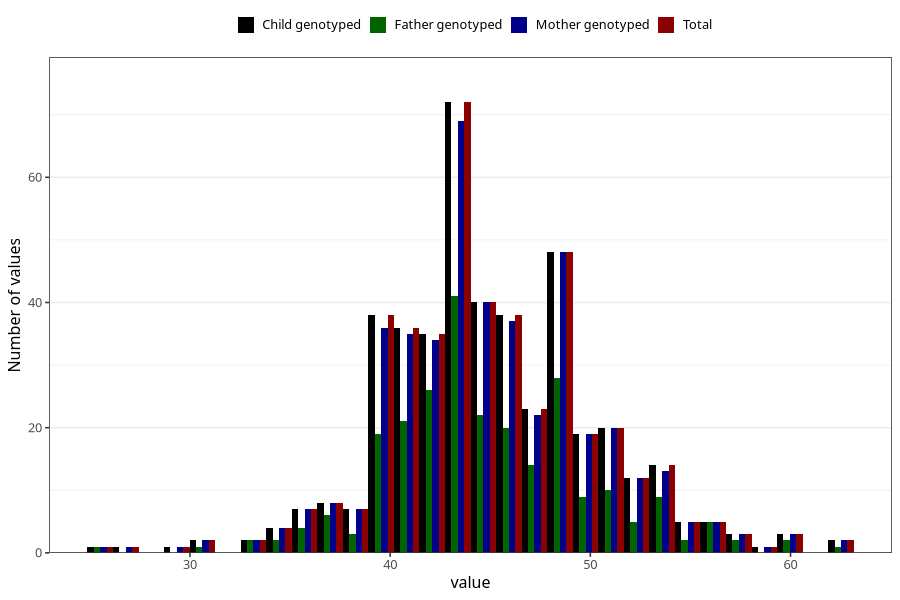 Child genotyped Father genotyped Mother genotyped Total
Number of values
60
40
20
0
30 40 50 60
value